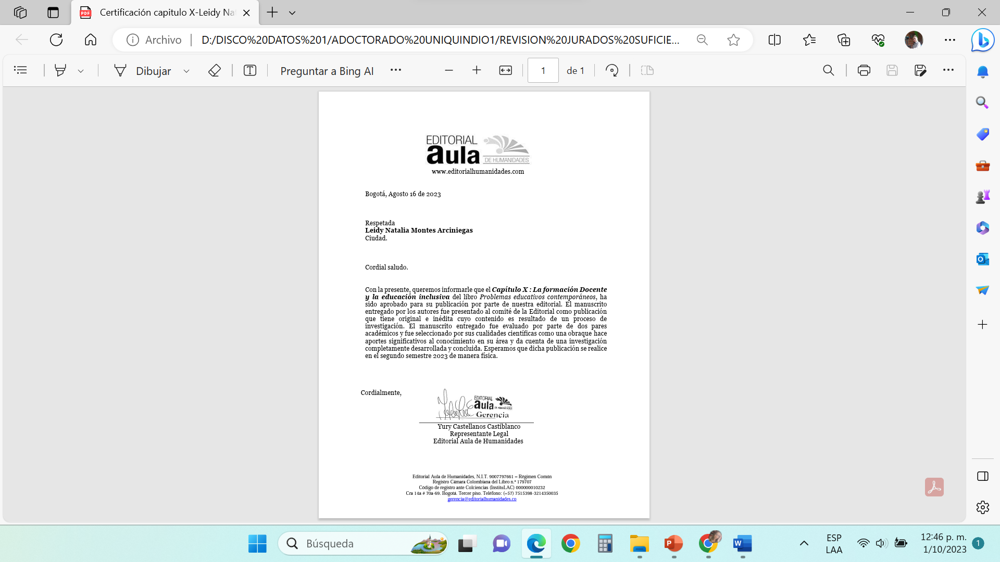 Certificación capitulo X-Leidy Na
Archivo
D:/DISCO%20DATOS%201/ADOCTORADO%20UNIQUINDIO1/REVISION%20JURADOS%20SUFICIE...
Dibujar
Preguntar a Bing AI
1
de 1
EDITORIAL
aula
DE HUMANIDADES
www.editorialhumanidades.com
Bogotá, Agosto 16 de 2023
Respetada
Leidy Natalia Montes Arciniegas
Ciudad.
Cordial saludo.
Con la presente, queremos informarle que el Capítulo X : La formación Docente
y la educación inclusiva del libro Problemas educativos contemporáneos, ha
sido aprobado para su publicación por parte de nuestra editorial. El manuscrito
entregado por los autores fue presentado al comité de la Editorial como publicación
que tiene original e inédita cuyo contenido es resultado de un proceso de
investigación. El manuscrito entregado fue evaluado por parte de dos pares
académicos y fue seleccionado por sus cualidades científicas como una obraque hace
aportes significativos al conocimiento en su área y da cuenta de una investigación
completamente desarrollada y concluida. Esperamos que dicha publicación se realice
en el segundo semestre 2023 de manera física.
Cordialmente,
EDITORIAL
aula
DE HUMANIDADES
Gerencia
Yury Castellanos Castiblanco
Representante Legal
Editorial Aula de Humanidades
Editorial Aula de Humanidades, N.I.T. 9007797661 – Régimen Común
Registro Cámara Colombiana del Libro n.º 179707
Código de registro ante Colciencias (InstituLAC) 000000010232
Cra 14a # 70a-69. Bogotá. Tercer piso. Teléfono: (+57) 7515398-3214350035
gerencia@editorialhumanidades.co
Búsqueda
ESP
LAA
12:46 p. m.
1/10/2023
1